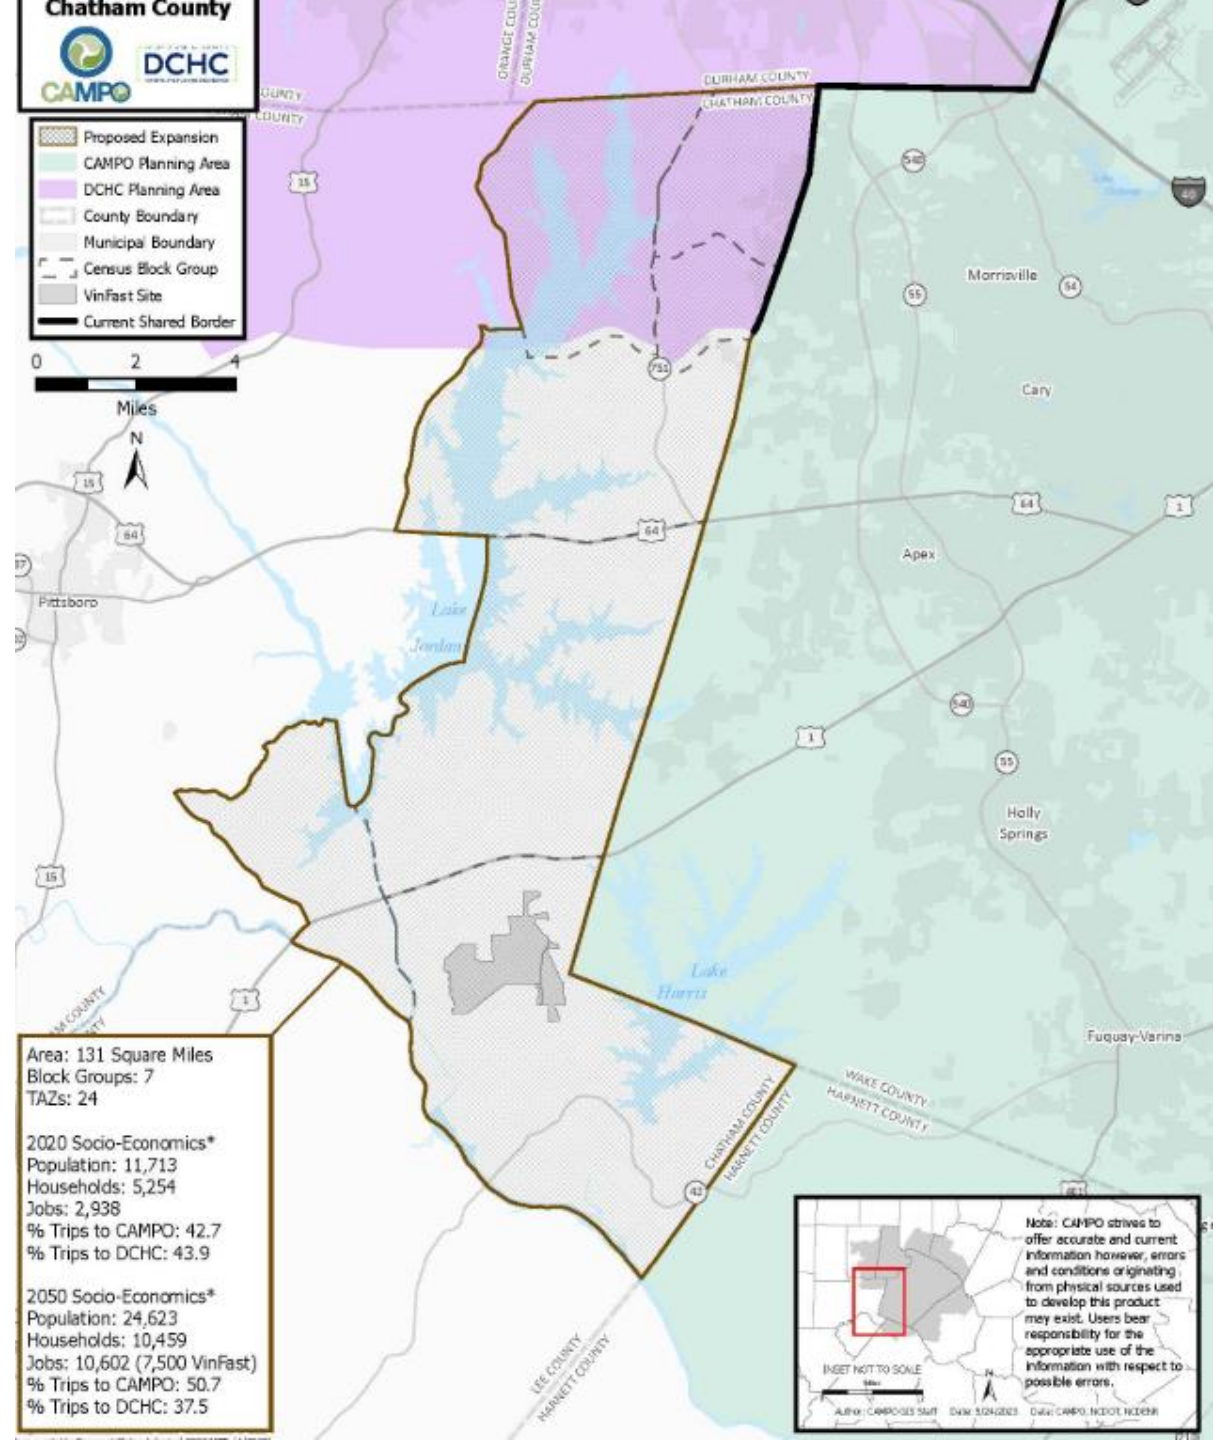 Chatham County
CAMPO
DCHC
Proposed Expansion
CAMPO Planning Area
DCHC Planning Area
County Boundary
Municipal Boundary
Census Block Group
VinFast Site
Current Shared Border
0 2 4
Miles
N
DURHAM COUNTY
CHATHAM COUNTY
15
540
40
Morrisville
55
54
751
Cary
15
64
64
64
1
Apex
Pittsboro
Lake
Jordan
540
1
55
Holly
Springs
15
Lake
Harris
1
Fuquay-Varina
WAKE COUNTY
HARNETT COUNTY
CHATHAM COUNTY
HARNETT COUNTY
42
401
LEE COUNTY
HARNETT COUNTY
Area: 131 Square Miles
Block Groups: 7
TAZs: 24
2020 Socio-Economics*
Population: 11,713
Households: 5,254
Jobs: 2,938
% Trips to CAMPO: 42.7
% Trips to DCHC: 43.9
2050 Socio-Economics*
Population: 24,623
Households: 10,459
Jobs: 10,602 (7,500 VinFast)
% Trips to CAMPO: 50.7
% Trips to DCHC: 37.5
Note: CAMPO strives to
offer accurate and current
information however, errors
and conditions originating
from physical sources used
to develop this product
may exist. Users bear
responsibility for the
appropriate use of the
information with respect to
possible errors.
INSET NOT TO SCALE
Miles
N
Author: CAMPO GIS Staff Date: 5/24/2023 Data: CAMPO, NCDOT, NCDENR